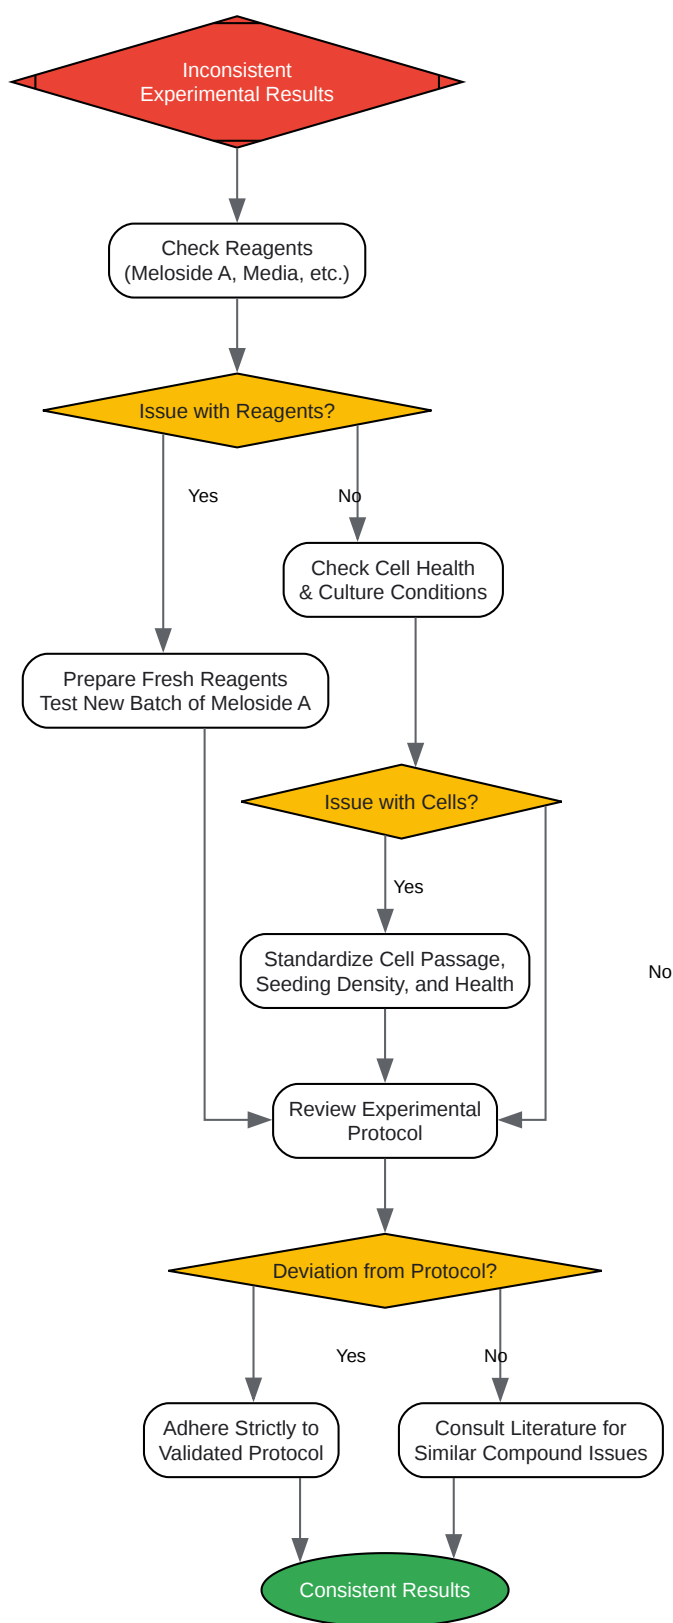 Inconsistent
Experimental Results
Check Reagents
(Meloside A, Media, etc.)
Issue with Reagents?
Yes
No
Check Cell Health
& Culture Conditions
Prepare Fresh Reagents
Test New Batch of Meloside A
Issue with Cells?
Yes
Standardize Cell Passage,
Seeding Density, and Health
No
Review Experimental
Protocol
Deviation from Protocol?
Yes
No
Adhere Strictly to
Validated Protocol
Consult Literature for
Similar Compound Issues
Consistent Results